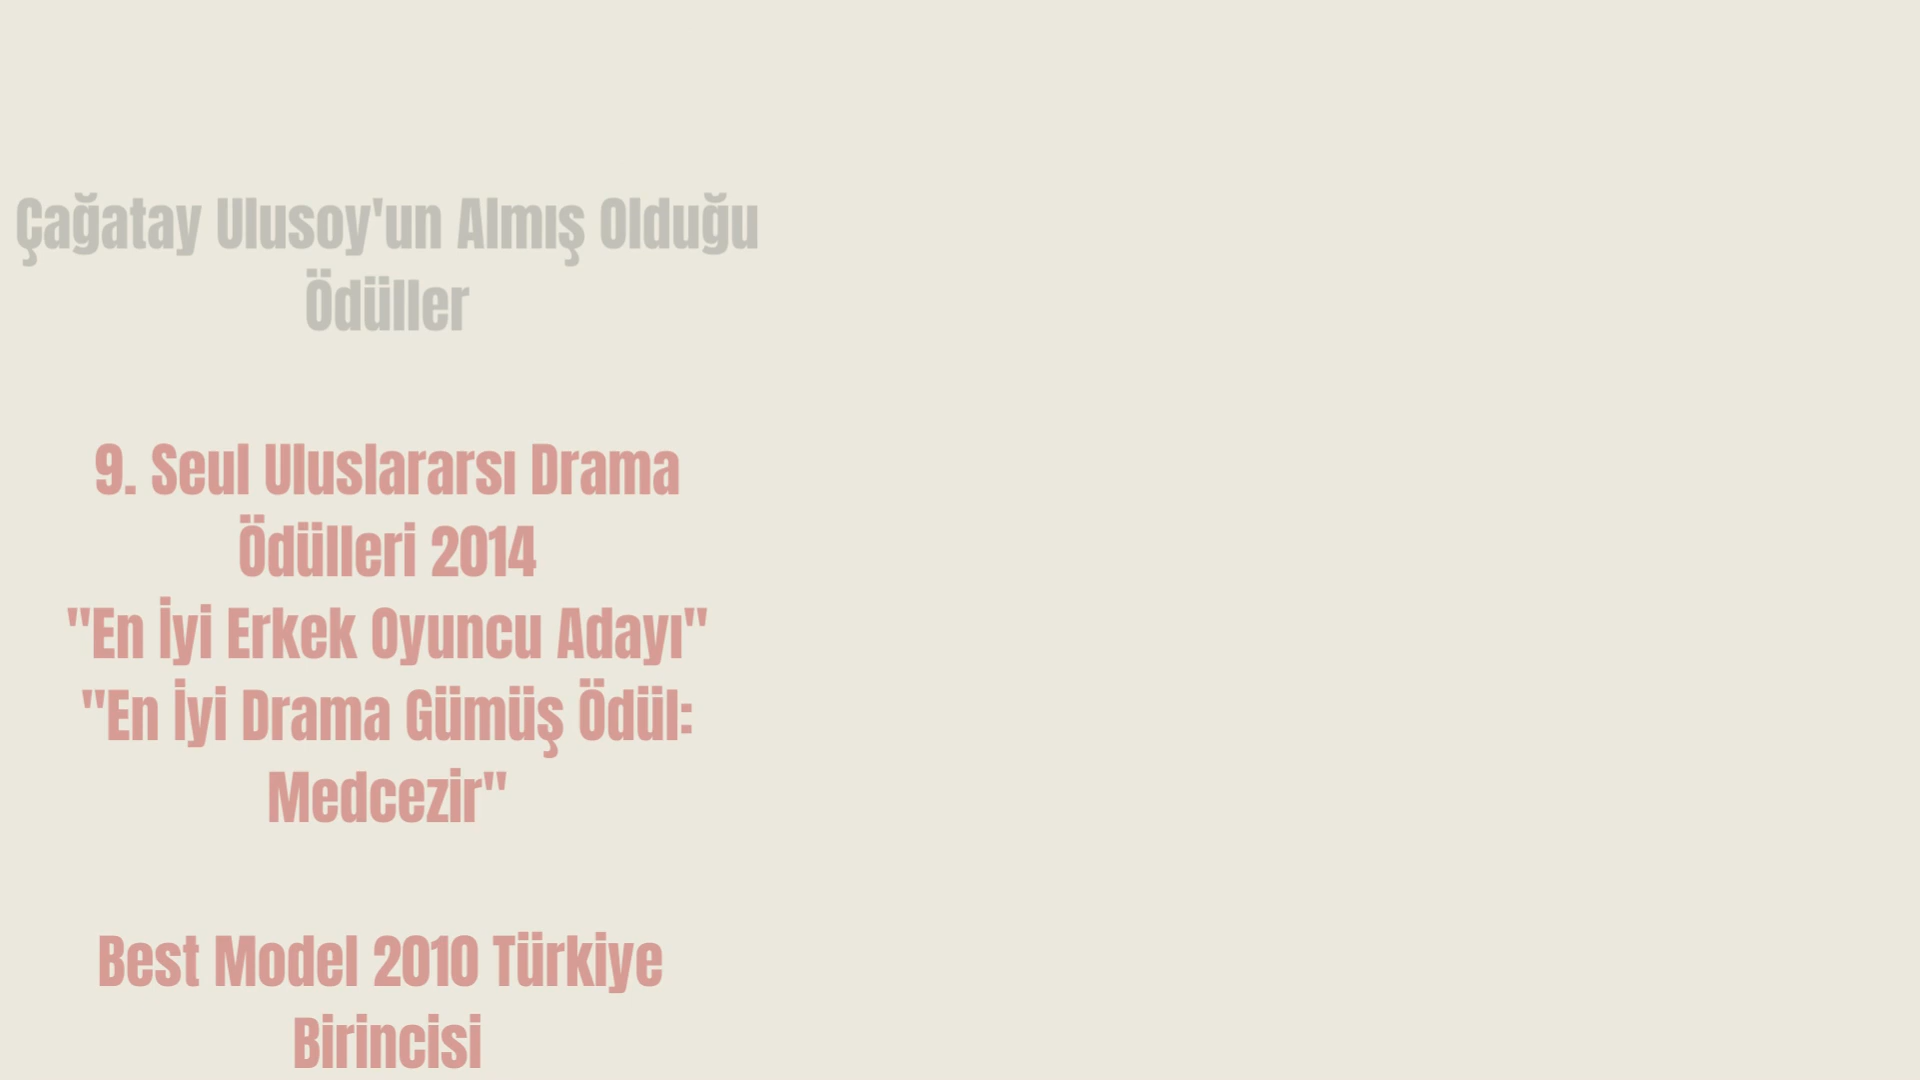 Çağatay Ulusoy'un Almış Olduğu
Ödüller
9. Seul Uluslararsı Drama
Ödülleri 2014
"En İyi Erkek Oyuncu Adayı"
"En İyi Drama Gümüş Ödül:
Medcezir"
Best Model 2010 Türkiye
Birincisi